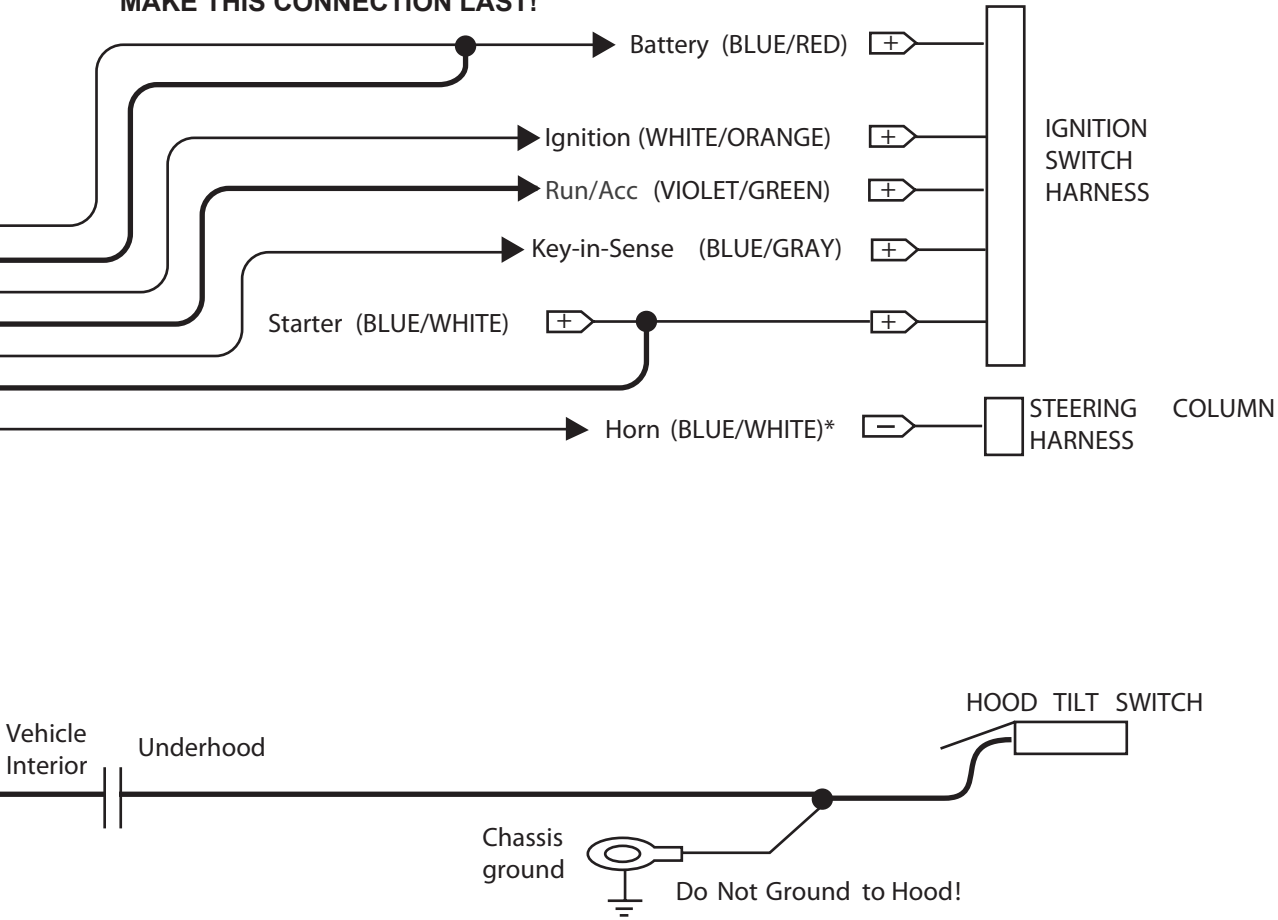 MAKE THIS CONNECTION LAST!
Battery (BLUE/RED) +
Ignition (WHITE/ORANGE) +
Run/Acc (VIOLET/GREEN) +
Key-in-Sense (BLUE/GRAY) +
Starter (BLUE/WHITE) + +
IGNITION
SWITCH
HARNESS
Horn (BLUE/WHITE)* −
STEERING COLUMN
HARNESS
HOOD TILT SWITCH
Vehicle
Interior
Underhood
Chassis
ground
Do Not Ground to Hood!